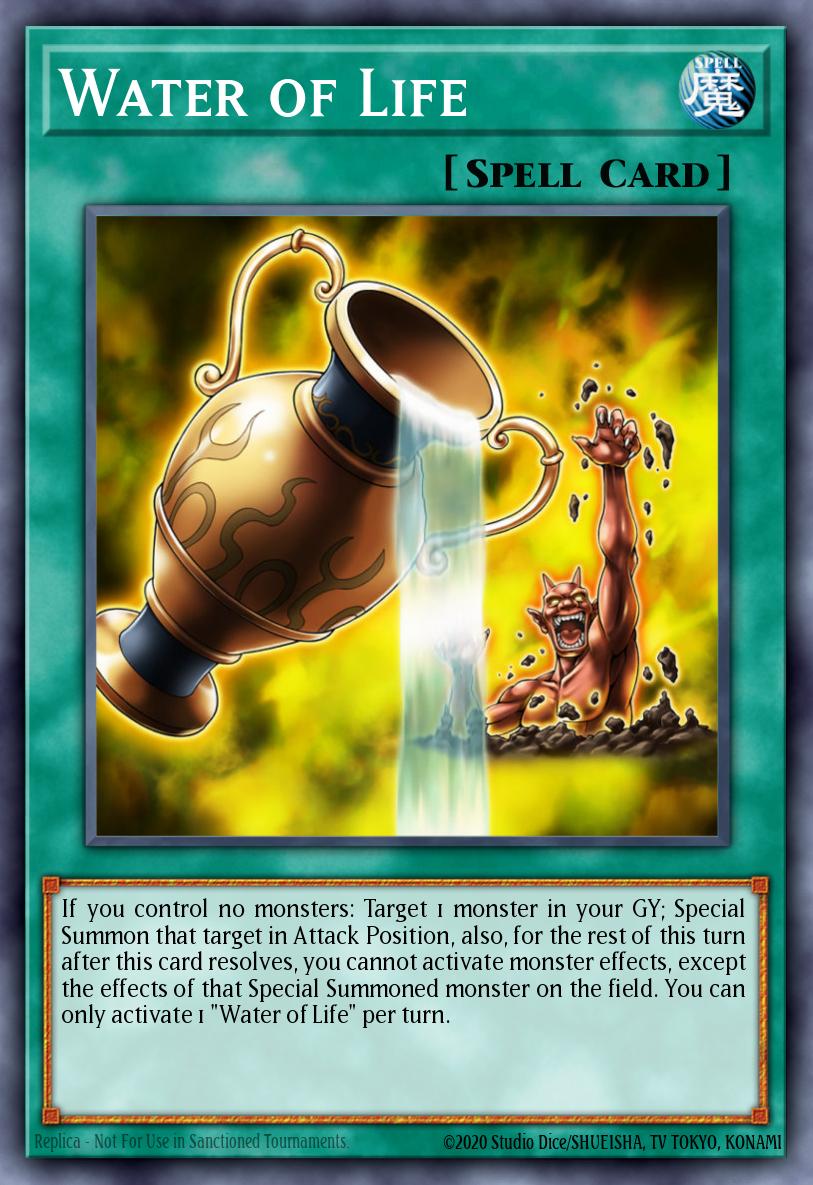 Water of Life
SPELL
魔
[Spell Card]
If you control no monsters: Target 1 monster in your GY; Special
Summon that target in Attack Position, also, for the rest of this turn
after this card resolves, you cannot activate monster effects, except
the effects of that Special Summoned monster on the field. You can
only activate 1 "Water of Life" per turn.
Replica - Not For Use in Sanctioned Tournaments.
©2020 Studio Dice/SHUEISHA, TV TOKYO, KONAMI